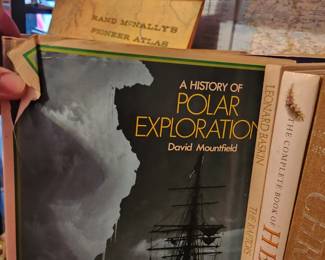 RAND MCNALLY'S
PIONEER ATLAS
A HISTORY OF
POLAR
EXPLORATION
David Mountfield
LEONARD BASKIN
THE COMPLETE BOOK OF